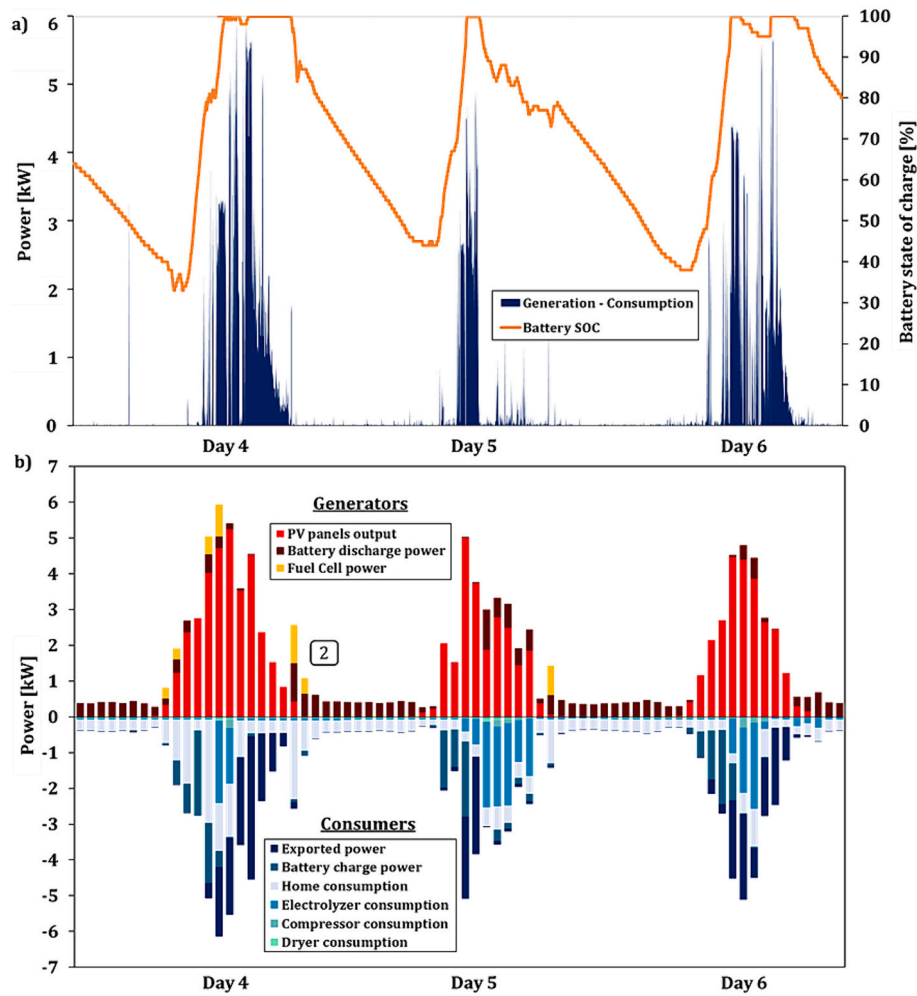 a)
6
5
4
3
2
1
0
Power [kW]
100
90
80
70
60
50
40
30
20
10
0
Battery state of charge [%]
Generation - Consumption
Battery SOC
Day 4 Day 5 Day 6
b)
7
6
5
4
3
2
1
0
-1
-2
-3
-4
-5
-6
-7
Power [kW]
Generators
PV panels output
Battery discharge power
Fuel Cell power
2
Consumers
Exported power
Battery charge power
Home consumption
Electrolyzer consumption
Compressor consumption
Dryer consumption
Day 4 Day 5 Day 6